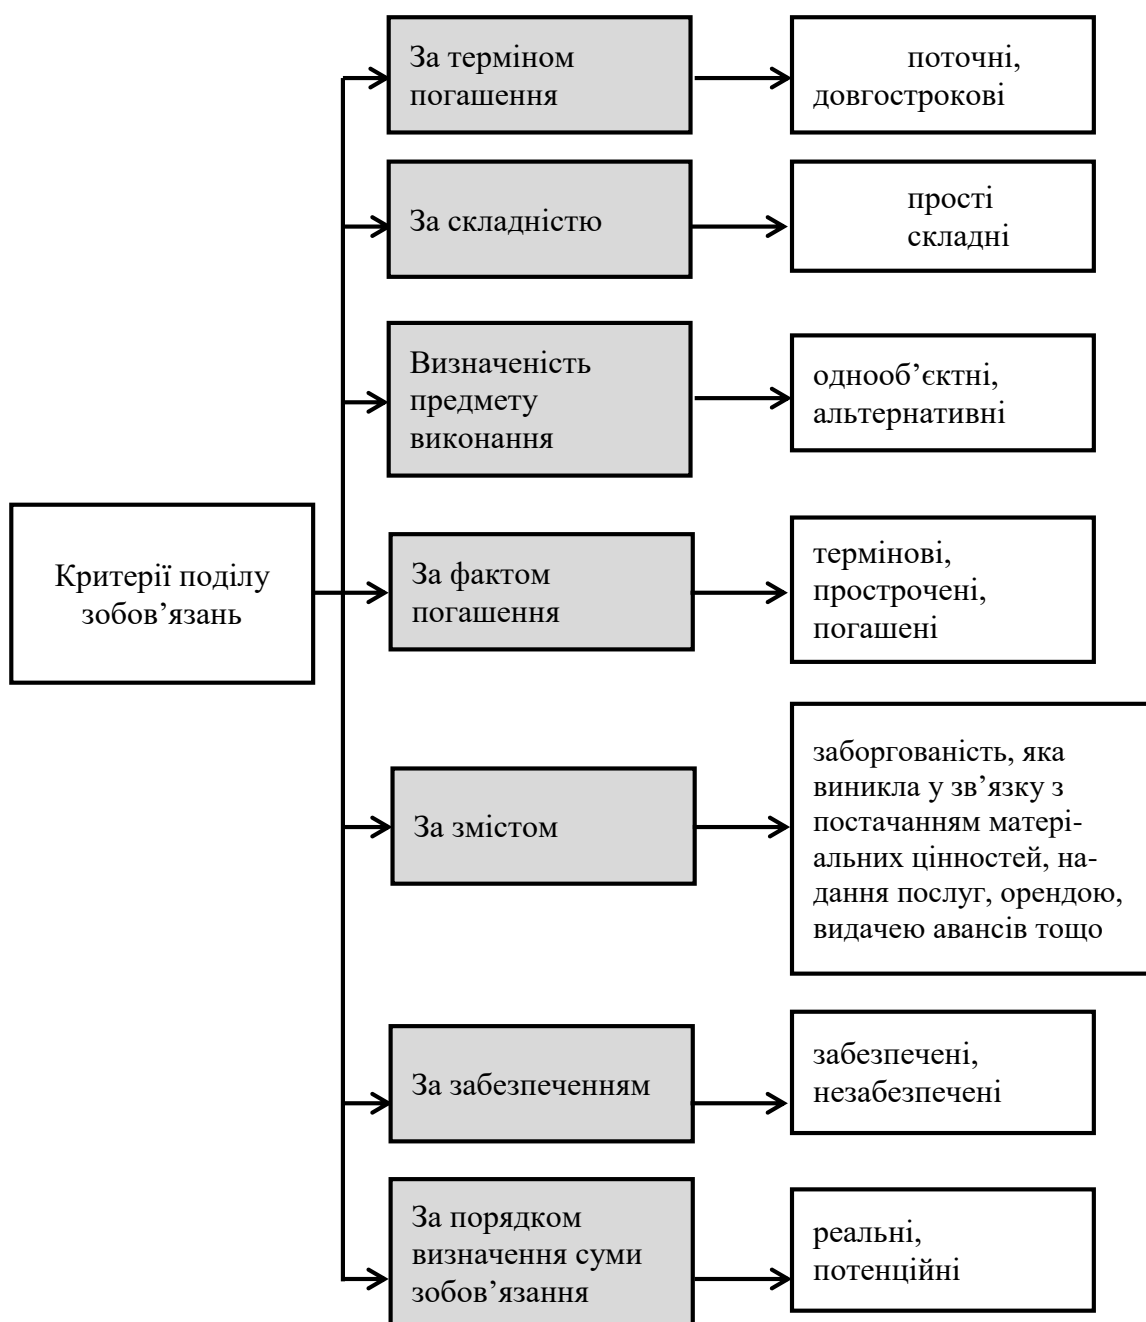 За терміном
погашення
поточні,
довгострокові
За складністю
прості
складні
Визначеність
предмету
виконання
однооб’єктні,
альтернативні
Критерії поділу
зобов’язань
За фактом
погашення
термінові,
прострочені,
погашені
За змістом
заборгованість, яка
виникла у зв’язку з
постачанням матері-
альних цінностей, на-
дання послуг, орендою,
видачею авансів тощо
За забезпеченням
забезпечені,
незабезпечені
За порядком
визначення суми
зобов’язання
реальні,
потенційні